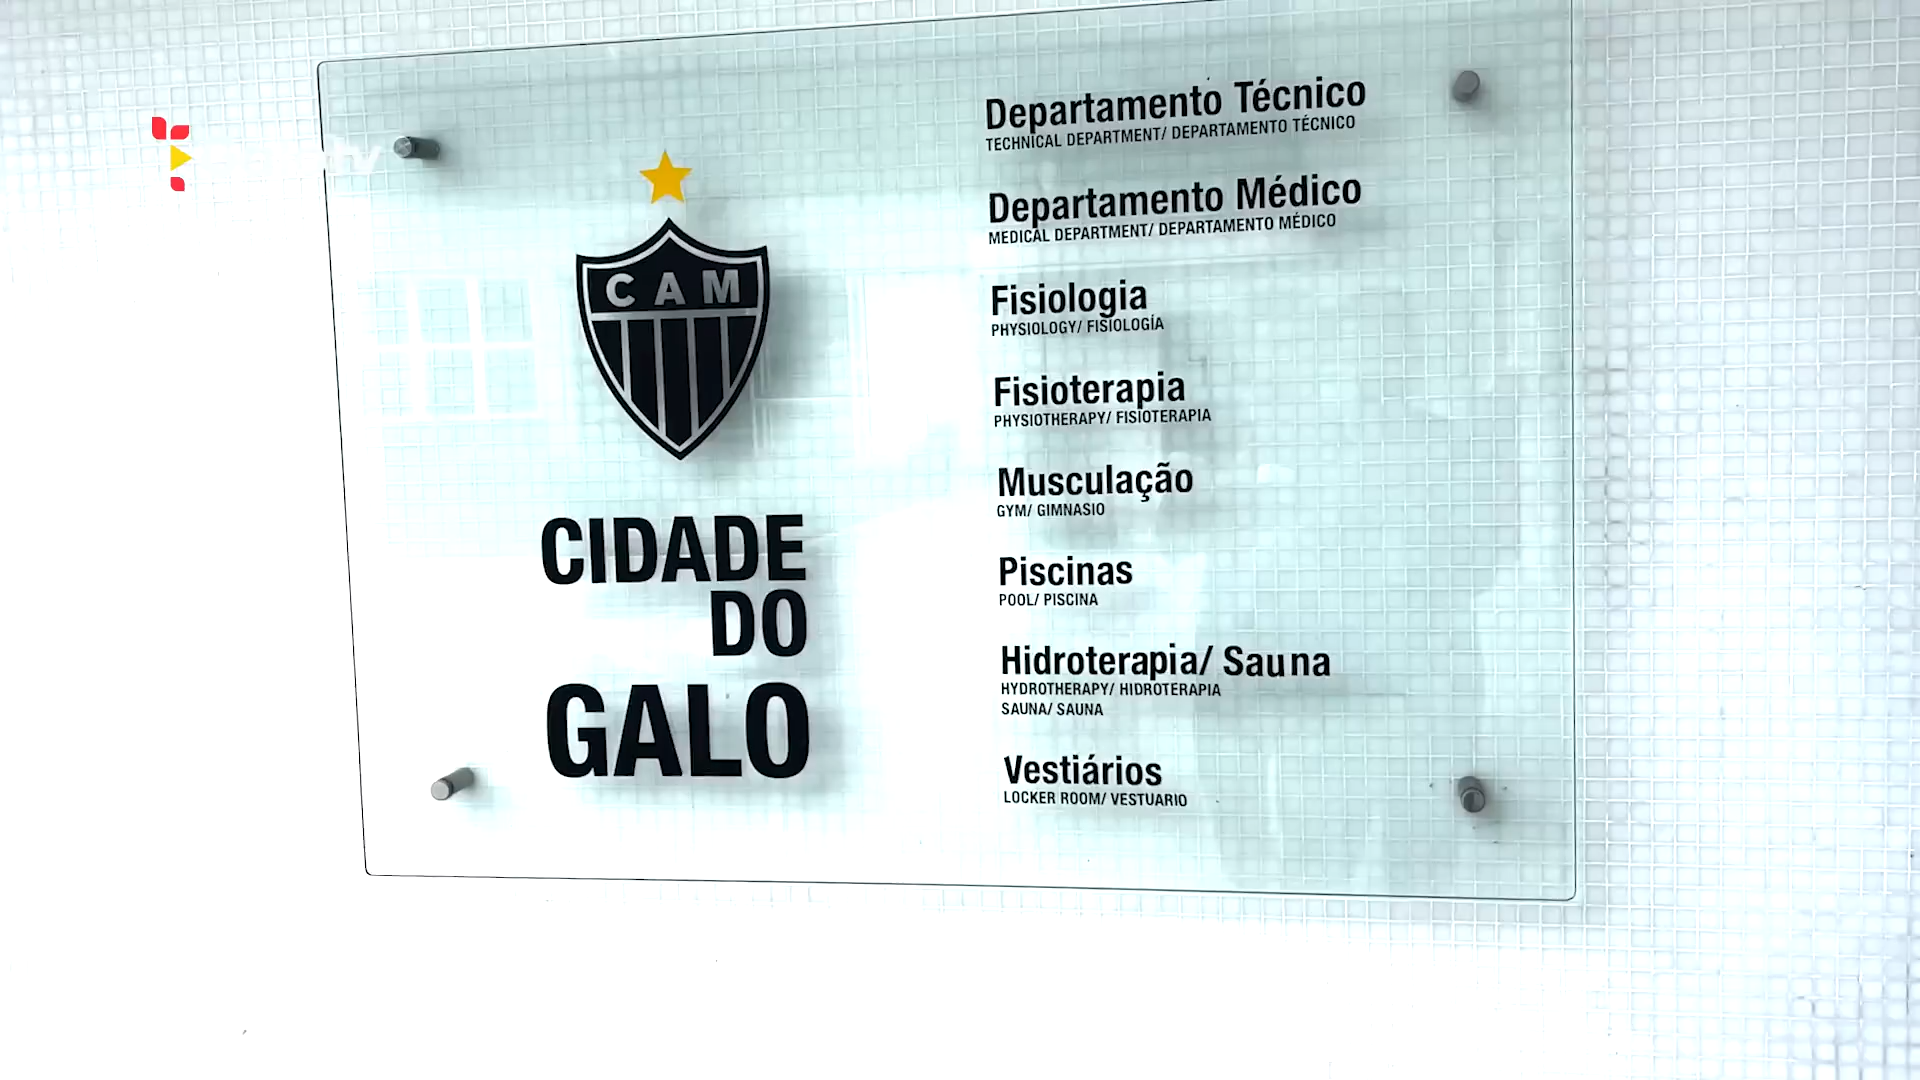 CAM
CIDADE
DO
GALO
Departamento Técnico
TECHNICAL DEPARTMENT/ DEPARTAMENTO TÉCNICO
Departamento Médico
MEDICAL DEPARTMENT/ DEPARTAMENTO MÉDICO
Fisiologia
PHYSIOLOGY/ FISIOLOGÍA
Fisioterapia
PHYSIOTHERAPY/ FISIOTERAPIA
Musculação
GYM/ GIMNASIO
Piscinas
POOL/ PISCINA
Hidroterapia/ Sauna
HYDROTHERAPY/ HIDROTERAPIA
SAUNA/ SAUNA
Vestiários
LOCKER ROOM/ VESTUARIO